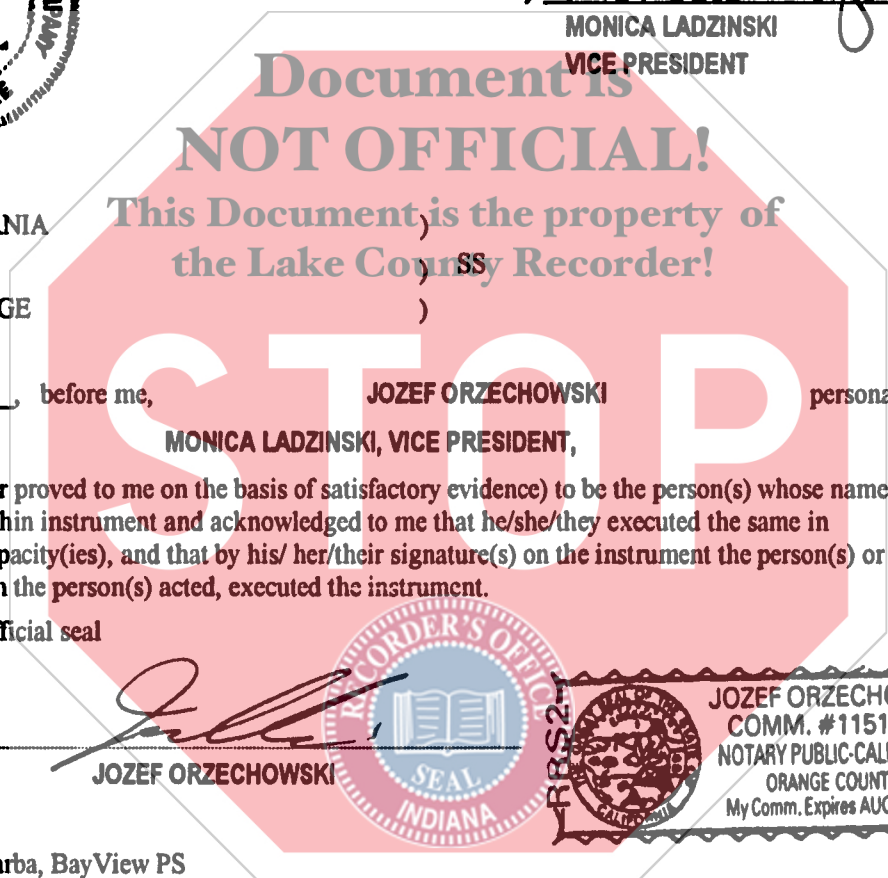 MONICA LADZINSKI
VICE PRESIDENT
Document is
NOT OFFICIAL!
This Document is the property of
the Lake County Recorder!
NIA )
) SS
GE )
STOP
, before me, JOZEF ORZECHOWSKI persona
MONICA LADZINSKI, VICE PRESIDENT,
r proved to me on the basis of satisfactory evidence) to be the person(s) whose name
hin instrument and acknowledged to me that he/she/they executed the same in
pacity(ies), and that by his/ her/their signature(s) on the instrument the person(s) or
n the person(s) acted, executed the instrument.
ficial seal
JOZEF ORZECHOWSKI
RECORDER'S OFFICE
SEAL
INDIANA
RBS2
JOZEF ORZECHO
COMM. #1151
NOTARY PUBLIC-CALI
ORANGE COUNT
My Comm. Expires AUG
CALIFORNIA
arba, BayView PS